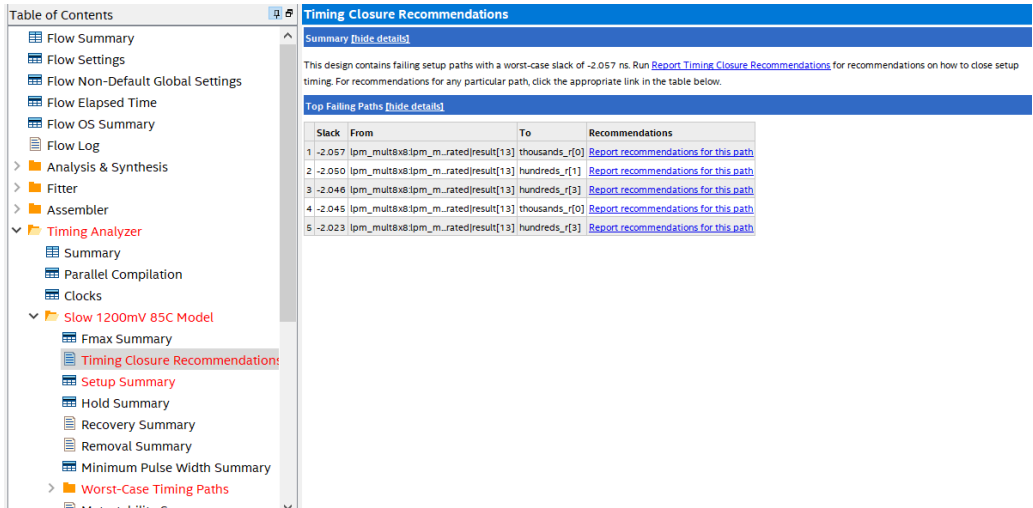 Table of Contents
Flow Summary
Flow Settings
Flow Non-Default Global Settings
Flow Elapsed Time
Flow OS Summary
Flow Log
Analysis & Synthesis
Fitter
Assembler
Timing Analyzer
Summary
Parallel Compilation
Clocks
Slow 1200mV 85C Model
Fmax Summary
Timing Closure Recommendations
Setup Summary
Hold Summary
Recovery Summary
Removal Summary
Minimum Pulse Width Summary
Worst-Case Timing Paths
Timing Closure Recommendations
Summary [hide details]
This design contains failing setup paths with a worst-case slack of -2.057 ns. Run Report Timing Closure Recommendations for recommendations on how to close setup
timing. For recommendations for any particular path, click the appropriate link in the table below.
Top Failing Paths [hide details]
Slack From To Recommendations
1 -2.057 lpm_mult8x8:lpm_m...rated|result[13] thousands_r[0] Report recommendations for this path
2 -2.050 lpm_mult8x8:lpm_m...rated|result[13] hundreds_r[1] Report recommendations for this path
3 -2.046 lpm_mult8x8:lpm_m...rated|result[13] hundreds_r[3] Report recommendations for this path
4 -2.045 lpm_mult8x8:lpm_m...rated|result[13] thousands_r[0] Report recommendations for this path
5 -2.023 lpm_mult8x8:lpm_m...rated|result[13] hundreds_r[3] Report recommendations for this path